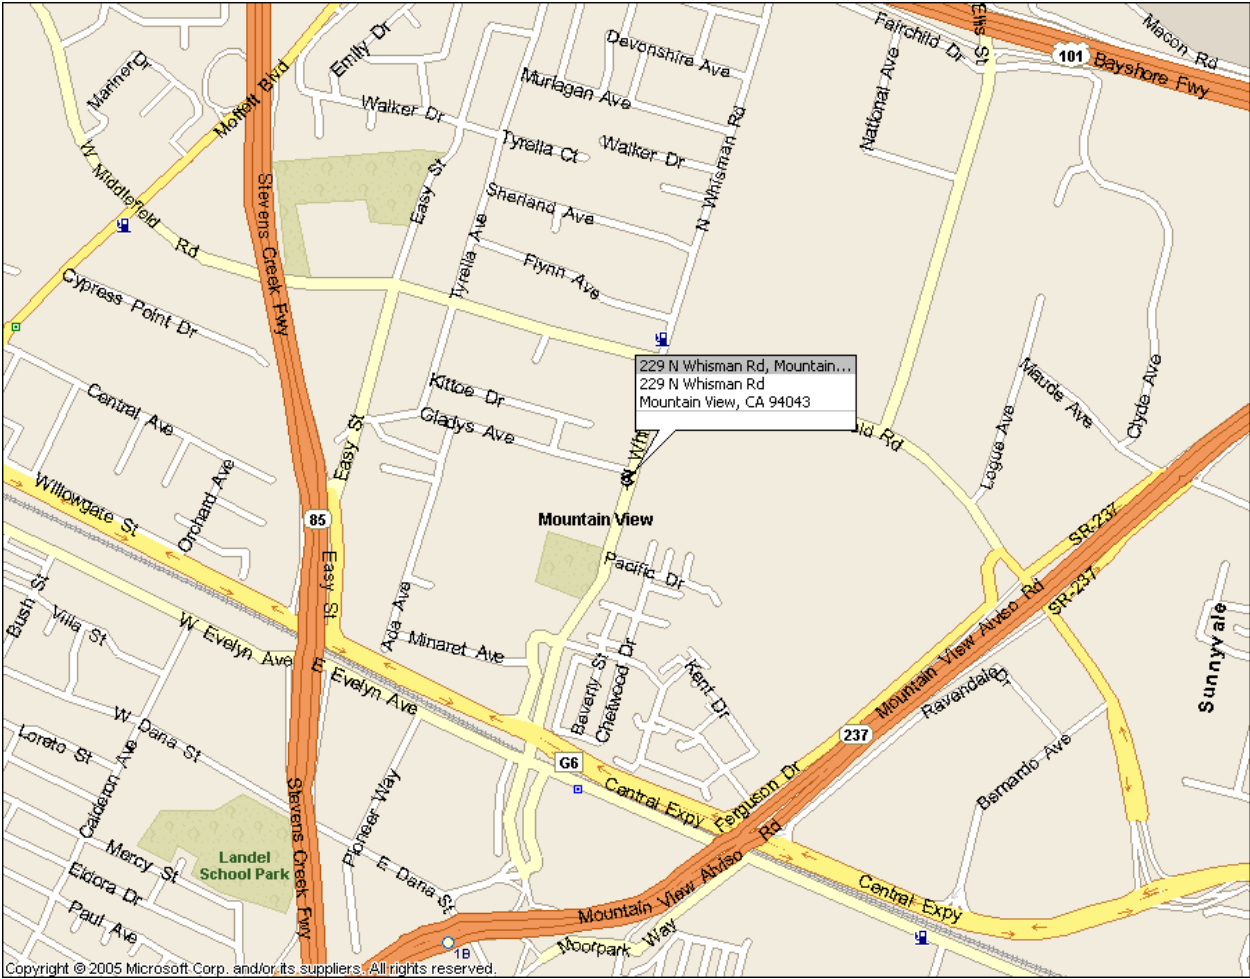 Ellis St
Fairchild Dr
Macon Rd
101
Bayshore Fwy
Emily Dr
Devonshire Ave
National Ave
Mariner Dr
Moffett Blvd
Murlagan Ave
Walker Dr
N Whisman Rd
Tyrella Ct
Walker Dr
W Middlefield Rd
Stevens Creek Fwy
Easy St
Sherland Ave
Tyrella Ave
Flynn Ave
Cypress Point Dr
229 N Whisman Rd, Mountain...
229 N Whisman Rd
Mountain View, CA 94043
Kittoe Dr
Maude Ave
Clyde Ave
Central Ave
Gladys Ave
N Whi
ld Rd
Logue Ave
Easy St
Orchard Ave
Willowgate St
85
Mountain View
SR-237
Easy St
Pacific Dr
SR-237
Bush St
Villa St
Ada Ave
W Evelyn Ave
Minaret Ave
Mountain View Alviso Rd
Sunnyvale
E Evelyn Ave
Beverly St
Chetwood Dr
Kent Dr
Ravendale Dr
W Dana St
237
Loreto St
Calderon Ave
G6
Bernardo Ave
Central Expy
Ferguson Dr
Stevens Creek Fwy
Pioneer Way
Landel
School Park
Mercy St
E Dana St
Mountain View Alviso Rd
Central Expy
Eldora Dr
Paul Ave
Moorpark Way
1B
Copyright © 2005 Microsoft Corp. and/or its suppliers. All rights reserved.